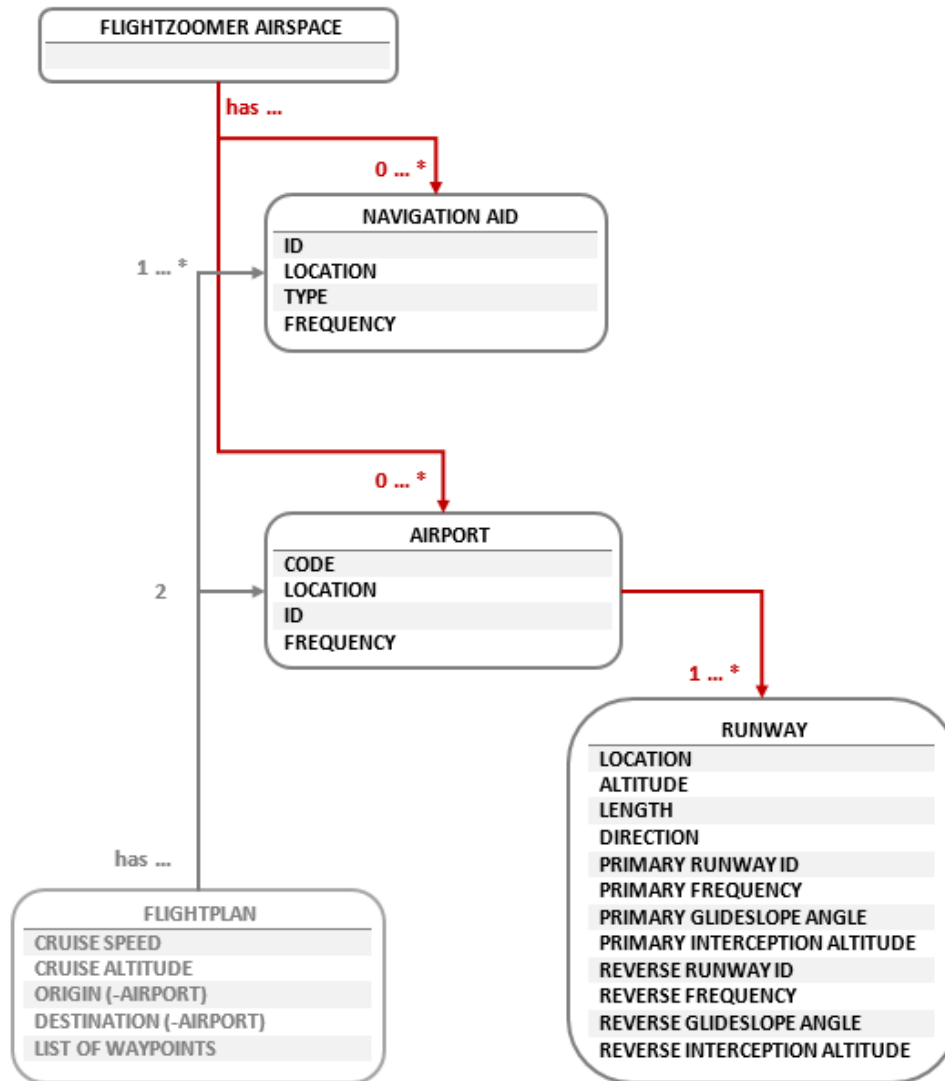 FLIGHTZOOMER AIRSPACE
has ...
0 ... *
NAVIGATION AID
ID
LOCATION
TYPE
FREQUENCY
1 ... *
0 ... *
AIRPORT
CODE
LOCATION
ID
FREQUENCY
2
1 ... *
RUNWAY
LOCATION
ALTITUDE
LENGTH
DIRECTION
PRIMARY RUNWAY ID
PRIMARY FREQUENCY
PRIMARY GLIDESLOPE ANGLE
PRIMARY INTERCEPTION ALTITUDE
REVERSE RUNWAY ID
REVERSE FREQUENCY
REVERSE GLIDESLOPE ANGLE
REVERSE INTERCEPTION ALTITUDE
has ...
FLIGHTPLAN
CRUISE SPEED
CRUISE ALTITUDE
ORIGIN (-AIRPORT)
DESTINATION (-AIRPORT)
LIST OF WAYPOINTS